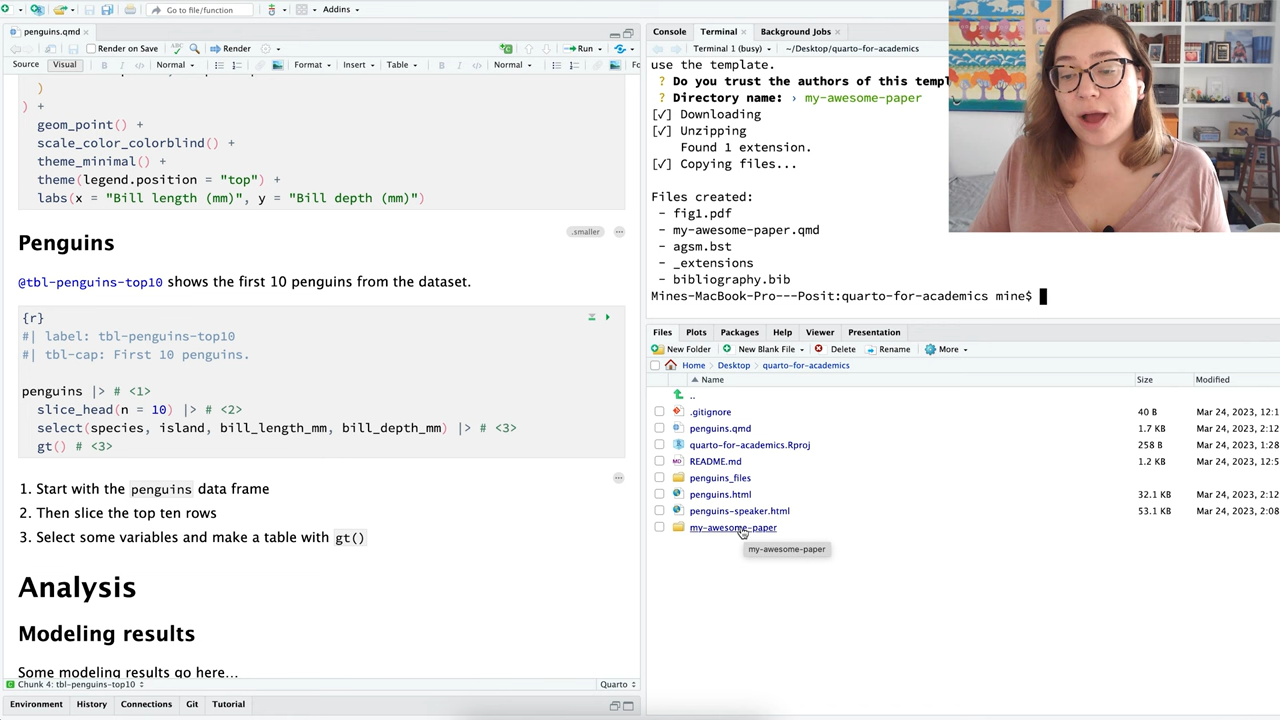 Go to file/function
Addins
penguins.qmd
Render on Save
Render
Run
Source
Visual
Normal
Format
Insert
Table
Normal
)
) +
geom_point() +
scale_color_colorblind() +
theme_minimal() +
theme(legend.position = "top") +
labs(x = "Bill length (mm)", y = "Bill depth (mm)")
Penguins
.smaller
@tbl-penguins-top10 shows the first 10 penguins from the dataset.
{r}
#| label: tbl-penguins-top10
#| tbl-cap: First 10 penguins.
penguins |> # <1>
slice_head(n = 10) |> # <2>
select(species, island, bill_length_mm, bill_depth_mm) |> # <3>
gt() # <3>
1. Start with the penguins data frame
2. Then slice the top ten rows
3. Select some variables and make a table with gt()
Analysis
Modeling results
Some modeling results go here...
Chunk 4: tbl-penguins-top10
Quarto
Environment
History
Connections
Git
Tutorial
Console
Terminal
Background Jobs
Terminal 1 (busy)
~/Desktop/quarto-for-academics
use the template.
? Do you trust the authors of this templ
? Directory name: › my-awesome-paper
[✓] Downloading
[✓] Unzipping
Found 1 extension.
[✓] Copying files...
Files created:
- fig1.pdf
- my-awesome-paper.qmd
- agsm.bst
- _extensions
- bibliography.bib
Mines-MacBook-Pro---Posit:quarto-for-academics mine$
Files
Plots
Packages
Help
Viewer
Presentation
New Folder
New Blank File
Delete
Rename
More
Home
Desktop
quarto-for-academics
Name
Size
Modified
..
.gitignore 40 B Mar 24, 2023, 12:1
penguins.qmd 1.7 KB Mar 24, 2023, 2:12
quarto-for-academics.Rproj 258 B Mar 24, 2023, 1:28
README.md 1.2 KB Mar 24, 2023, 12:5
penguins_files
penguins.html 32.1 KB Mar 24, 2023, 2:12
penguins-speaker.html 53.1 KB Mar 24, 2023, 2:08
my-awesome-paper
my-awesome-paper